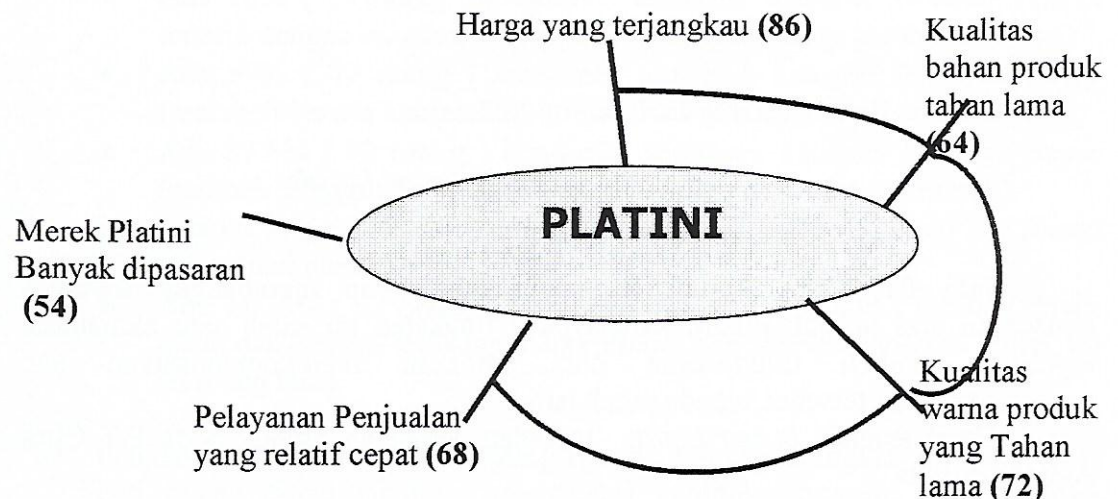 Harga yang terjangkau (86)
Kualitas
bahan produk
tahan lama
(64)
PLATINI
Merek Platini
Banyak dipasaran
(54)
Kualitas
warna produk
yang Tahan
lama (72)
Pelayanan Penjualan
yang relatif cepat (68)